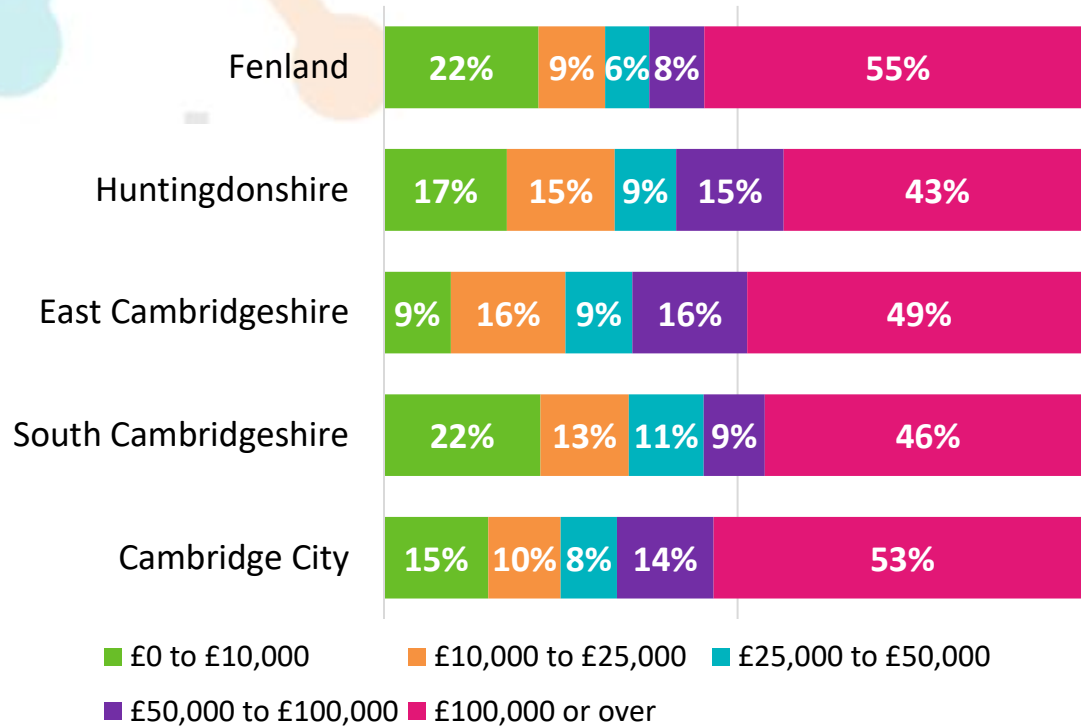 Fenland 22% 9% 6% 8% 55%
Huntingdonshire 17% 15% 9% 15% 43%
East Cambridgeshire 9% 16% 9% 16% 49%
South Cambridgeshire 22% 13% 11% 9% 46%
Cambridge City 15% 10% 8% 14% 53%
£0 to £10,000 £10,000 to £25,000 £25,000 to £50,000
£50,000 to £100,000 £100,000 or over